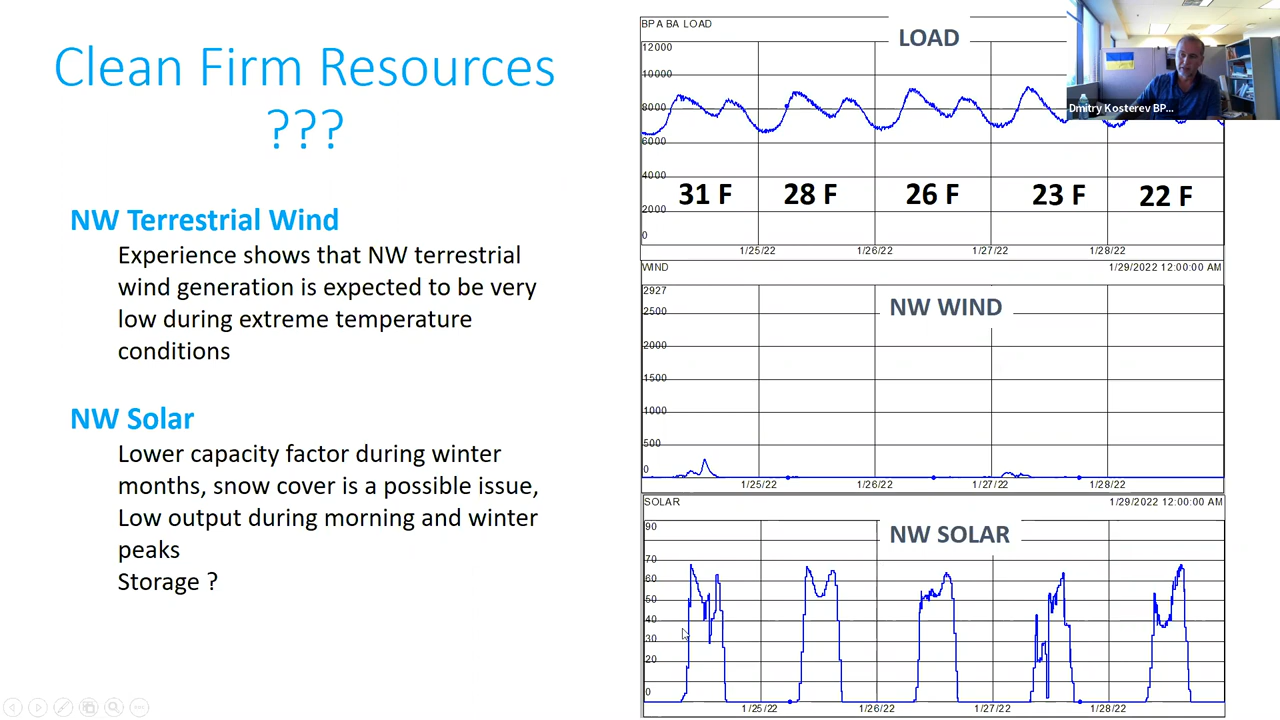 Clean Firm Resources
???
NW Terrestrial Wind
Experience shows that NW terrestrial
wind generation is expected to be very
low during extreme temperature
conditions
NW Solar
Lower capacity factor during winter
months, snow cover is a possible issue,
Low output during morning and winter
peaks
Storage ?
BPA BA LOAD
LOAD
12000
10000
8000
6000
4000
2000
0
31 F 28 F 26 F 23 F 22 F
1/25/22 1/26/22 1/27/22 1/28/22
Dmitry Kosterev BP...
WIND 1/29/2022 12:00:00 AM
NW WIND
2927
2500
2000
1500
1000
500
0
1/25/22 1/26/22 1/27/22 1/28/22
SOLAR 1/29/2022 12:00:00 AM
NW SOLAR
90
70
60
50
40
30
20
0
1/25/22 1/26/22 1/27/22 1/28/22